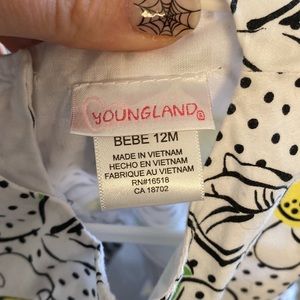 YOUNGLAND®
BEBE 12M
MADE IN VIETNAM
HECHO EN VIETNAM
FABRIQUE AU VIETNAM
RN#16518
CA 18702